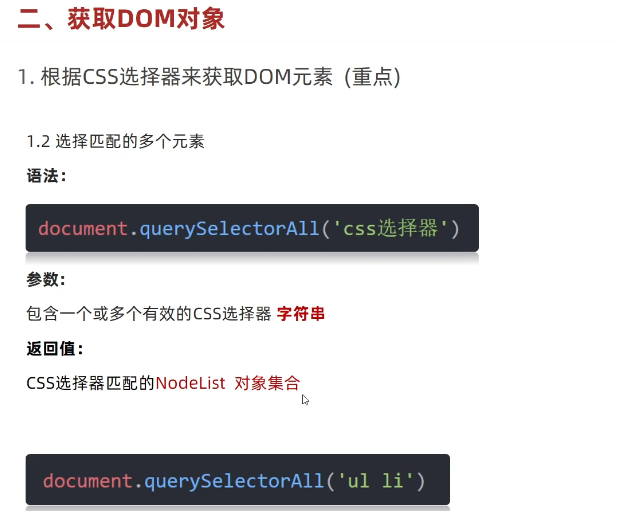 二、获取DOM对象
1. 根据CSS选择器来获取DOM元素 (重点)
1.2 选择匹配的多个元素
语法：
document.querySelectorAll('css选择器')
参数：
包含一个或多个有效的CSS选择器 字符串
返回值：
CSS选择器匹配的NodeList 对象集合
document.querySelectorAll('ul li')